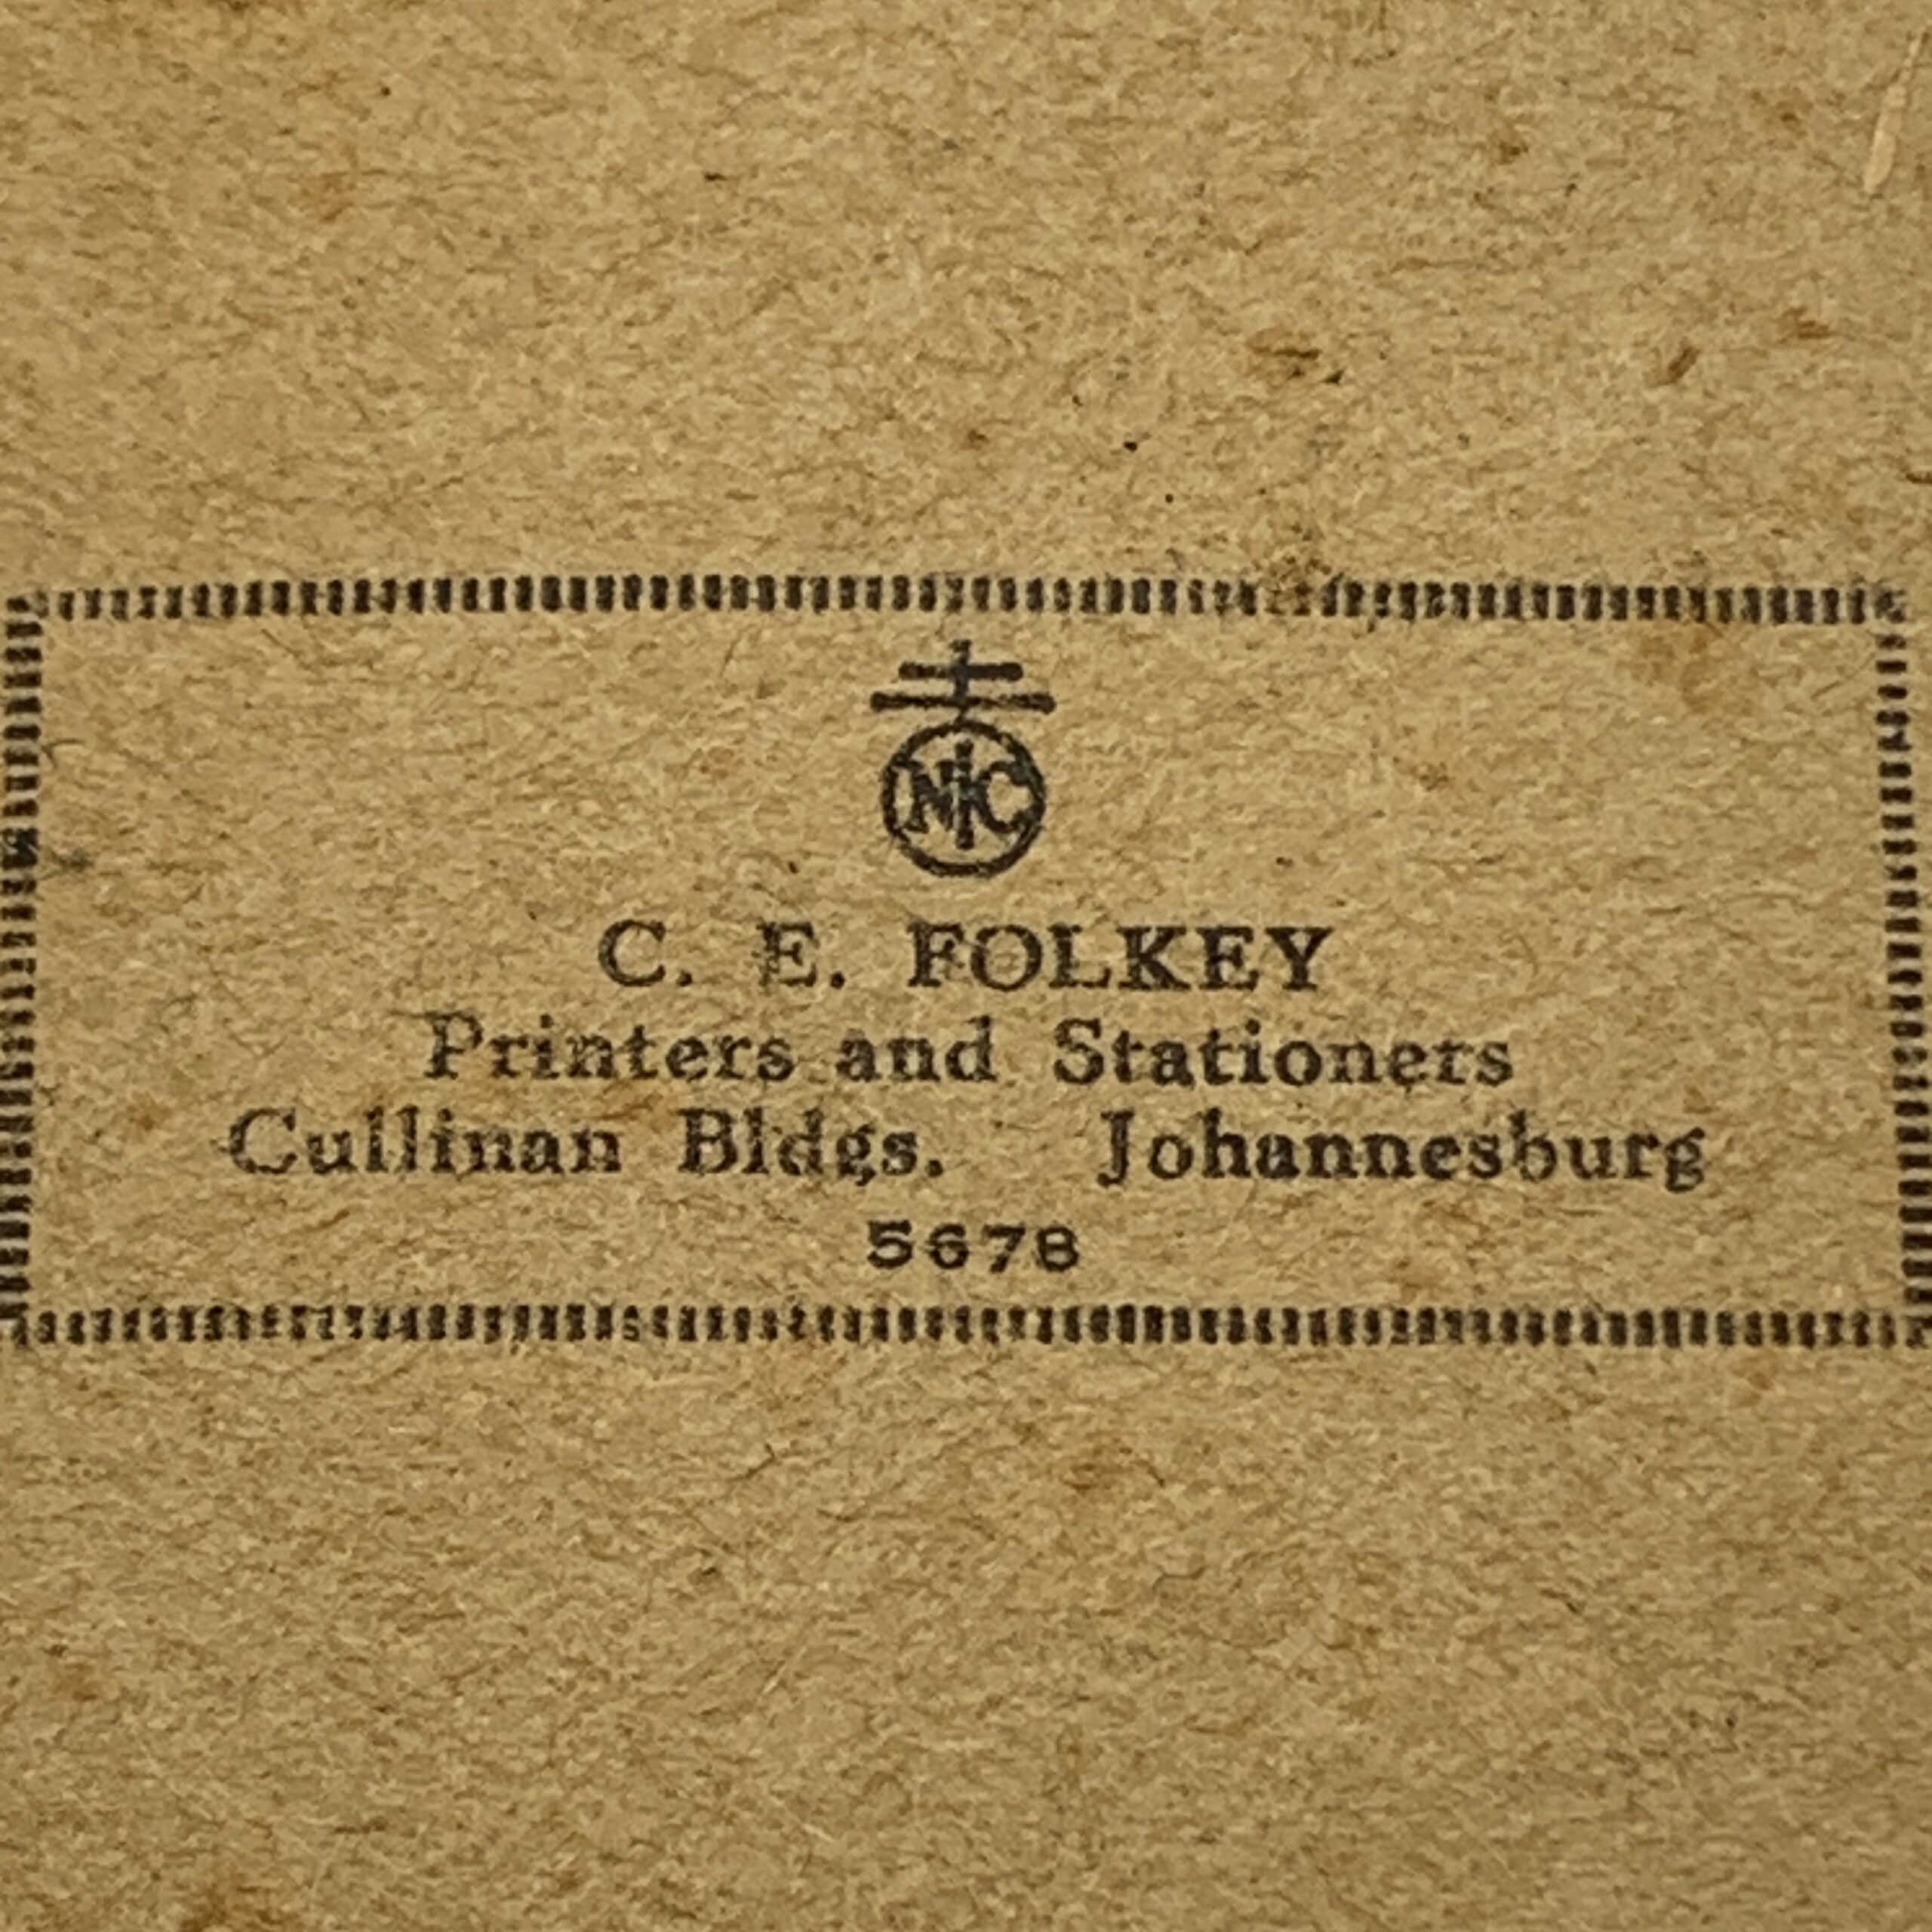 NIC
C. E. FOLKEY
Printers and Stationers
Cullinan Bldgs. Johannesburg
5678